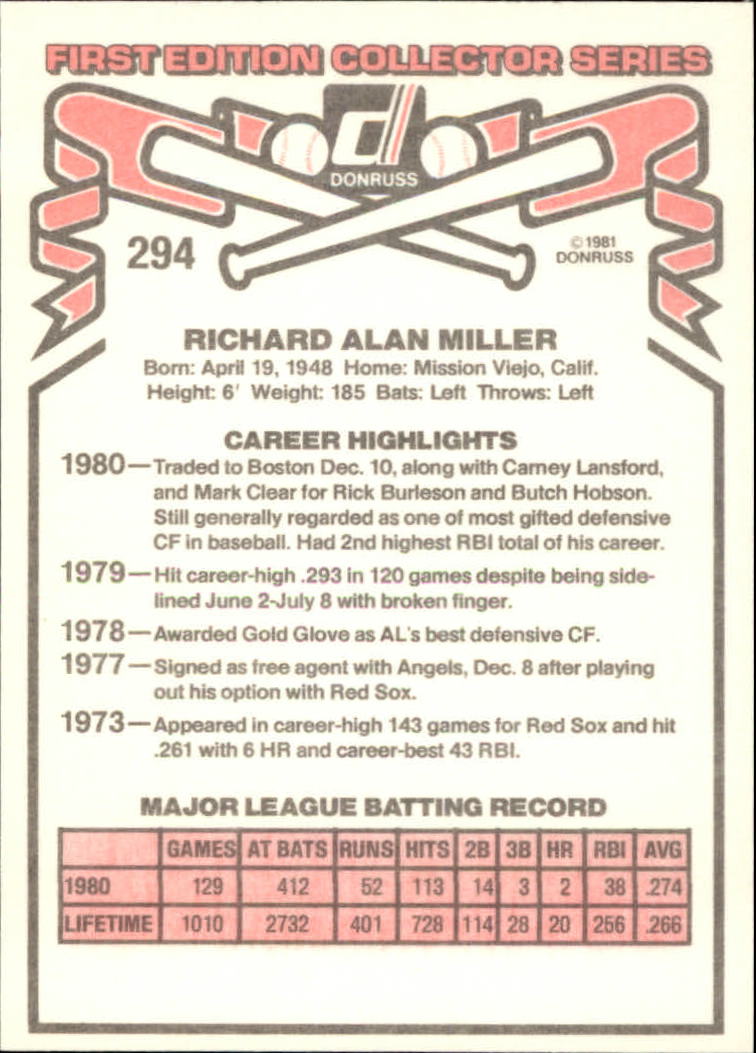 FIRST EDITION COLLECTOR SERIES
d
DONRUSS
294
©1981
DONRUSS
RICHARD ALAN MILLER
Born: April 19, 1948 Home: Mission Viejo, Calif.
Height: 6' Weight: 185 Bats: Left Throws: Left
CAREER HIGHLIGHTS
1980—Traded to Boston Dec. 10, along with Carney Lansford,
and Mark Clear for Rick Burleson and Butch Hobson.
Still generally regarded as one of most gifted defensive
CF in baseball. Had 2nd highest RBI total of his career.
1979—Hit career-high .293 in 120 games despite being side-
lined June 2-July 8 with broken finger.
1978—Awarded Gold Glove as AL's best defensive CF.
1977—Signed as free agent with Angels, Dec. 8 after playing
out his option with Red Sox.
1973—Appeared in career-high 143 games for Red Sox and hit
.261 with 6 HR and career-best 43 RBI.
MAJOR LEAGUE BATTING RECORD
GAMES AT BATS RUNS HITS 2B 3B HR RBI AVG
1980 129 412 52 113 14 3 2 38 .274
LIFETIME 1010 2732 401 728 114 28 20 256 .266